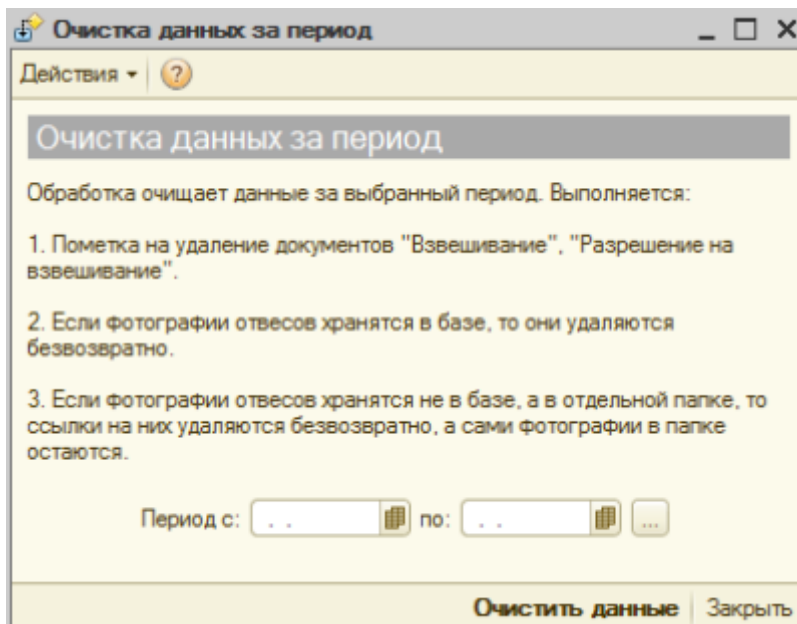 Очистка данных за период
Действия
?
Очистка данных за период
Обработка очищает данные за выбранный период. Выполняется:
1. Пометка на удаление документов "Взвешивание", "Разрешение на
взвешивание".
2. Если фотографии отвесов хранятся в базе, то они удаляются
безвозвратно.
3. Если фотографии отвесов хранятся не в базе, а в отдельной папке, то
ссылки на них удаляются безвозвратно, а сами фотографии в папке
остаются.
Период с: . . по: . . ...
Очистить данные Закрыть